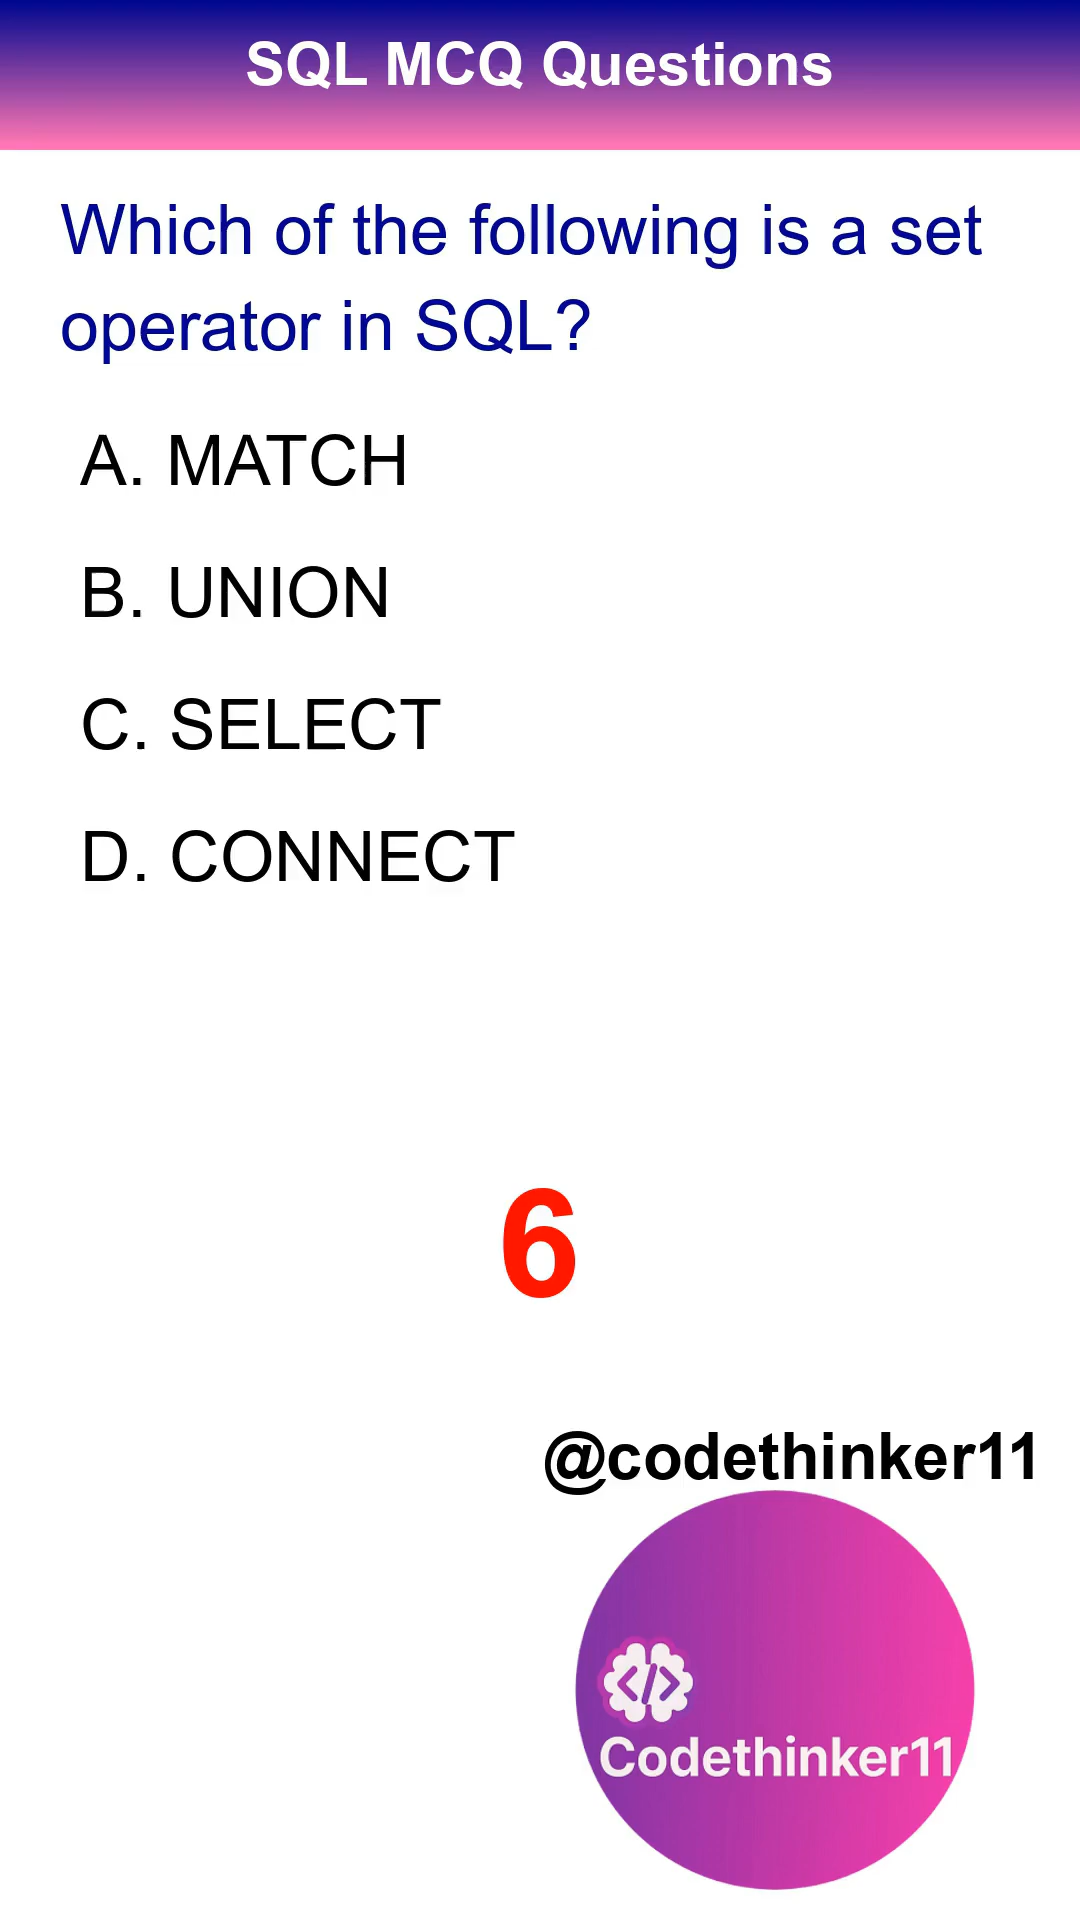 SQL MCQ Questions
Which of the following is a set
operator in SQL?
A. MATCH
B. UNION
C. SELECT
D. CONNECT
6
@codethinker11
</>
Codethinker11